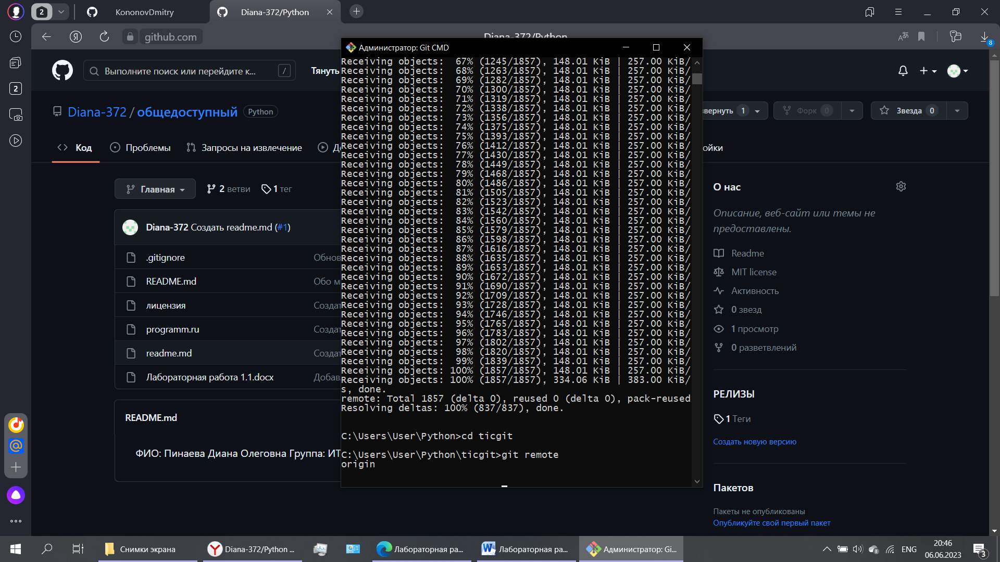 2
KononovDmitry
Diana-372/Python
github.com
Diana-372/Python
8
2
Выполните поиск или перейдите к...
/
Тянуть
Diana-372 / общедоступный
Python
1
Форк 0
Звезда 0
Код
Проблемы
Запросы на извлечение
Главная
2 ветви
1 тег
Diana-372 Создать readme.md (#1)
.gitignore
README.md
лицензия
programm.ru
readme.md
Лабораторная работа 1.1.docx
README.md
ФИО: Пинаева Диана Олеговна Группа: ИТ
Администратор: Git CMD
Receiving objects: 67% (1245/1857), 148.01 KiB | 257.00 KiB/
Receiving objects: 68% (1263/1857), 148.01 KiB | 257.00 KiB/
Receiving objects: 69% (1282/1857), 148.01 KiB | 257.00 KiB/
Receiving objects: 70% (1300/1857), 148.01 KiB | 257.00 KiB/
Receiving objects: 71% (1319/1857), 148.01 KiB | 257.00 KiB/
Receiving objects: 72% (1338/1857), 148.01 KiB | 257.00 KiB/
Receiving objects: 73% (1356/1857), 148.01 KiB | 257.00 KiB/
Receiving objects: 74% (1375/1857), 148.01 KiB | 257.00 KiB/
Receiving objects: 75% (1393/1857), 148.01 KiB | 257.00 KiB/
Receiving objects: 76% (1412/1857), 148.01 KiB | 257.00 KiB/
Receiving objects: 77% (1430/1857), 148.01 KiB | 257.00 KiB/
Receiving objects: 78% (1449/1857), 148.01 KiB | 257.00 KiB/
Receiving objects: 79% (1468/1857), 148.01 KiB | 257.00 KiB/
Receiving objects: 80% (1486/1857), 148.01 KiB | 257.00 KiB/
Receiving objects: 81% (1505/1857), 148.01 KiB | 257.00 KiB/
Receiving objects: 82% (1523/1857), 148.01 KiB | 257.00 KiB/
Receiving objects: 83% (1542/1857), 148.01 KiB | 257.00 KiB/
Receiving objects: 84% (1560/1857), 148.01 KiB | 257.00 KiB/
Receiving objects: 85% (1579/1857), 148.01 KiB | 257.00 KiB/
Receiving objects: 86% (1598/1857), 148.01 KiB | 257.00 KiB/
Receiving objects: 87% (1616/1857), 148.01 KiB | 257.00 KiB/
Receiving objects: 88% (1635/1857), 148.01 KiB | 257.00 KiB/
Receiving objects: 89% (1653/1857), 148.01 KiB | 257.00 KiB/
Receiving objects: 90% (1672/1857), 148.01 KiB | 257.00 KiB/
Receiving objects: 91% (1690/1857), 148.01 KiB | 257.00 KiB/
Receiving objects: 92% (1709/1857), 148.01 KiB | 257.00 KiB/
Receiving objects: 93% (1728/1857), 148.01 KiB | 257.00 KiB/
Receiving objects: 94% (1746/1857), 148.01 KiB | 257.00 KiB/
Receiving objects: 95% (1765/1857), 148.01 KiB | 257.00 KiB/
Receiving objects: 96% (1783/1857), 148.01 KiB | 257.00 KiB/
Receiving objects: 97% (1802/1857), 148.01 KiB | 257.00 KiB/
Receiving objects: 98% (1820/1857), 148.01 KiB | 257.00 KiB/
Receiving objects: 99% (1839/1857), 148.01 KiB | 257.00 KiB/
Receiving objects: 100% (1857/1857), 148.01 KiB | 257.00 KiB/
Receiving objects: 100% (1857/1857), 334.06 KiB | 383.00 KiB/
s, done.
remote: Total 1857 (delta 0), reused 0 (delta 0), pack-reused
Resolving deltas: 100% (837/837), done.
C:\Users\User\Python>cd ticgit
C:\Users\User\Python\ticgit>git remote
origin
О нас
Описание, веб-сайт или темы не
предоставлены.
Readme
MIT license
Активность
0 звезд
1 просмотр
0 разветвлений
РЕЛИЗЫ
1 Теги
Создать новую версию
Пакетов
Пакеты не опубликованы
Опубликуйте свой первый пакет
Снимки экрана
Diana-372/Python ...
Лабораторная ра...
Лабораторная ра...
Администратор: Gi...
ENG
20:46
06.06.2023
3